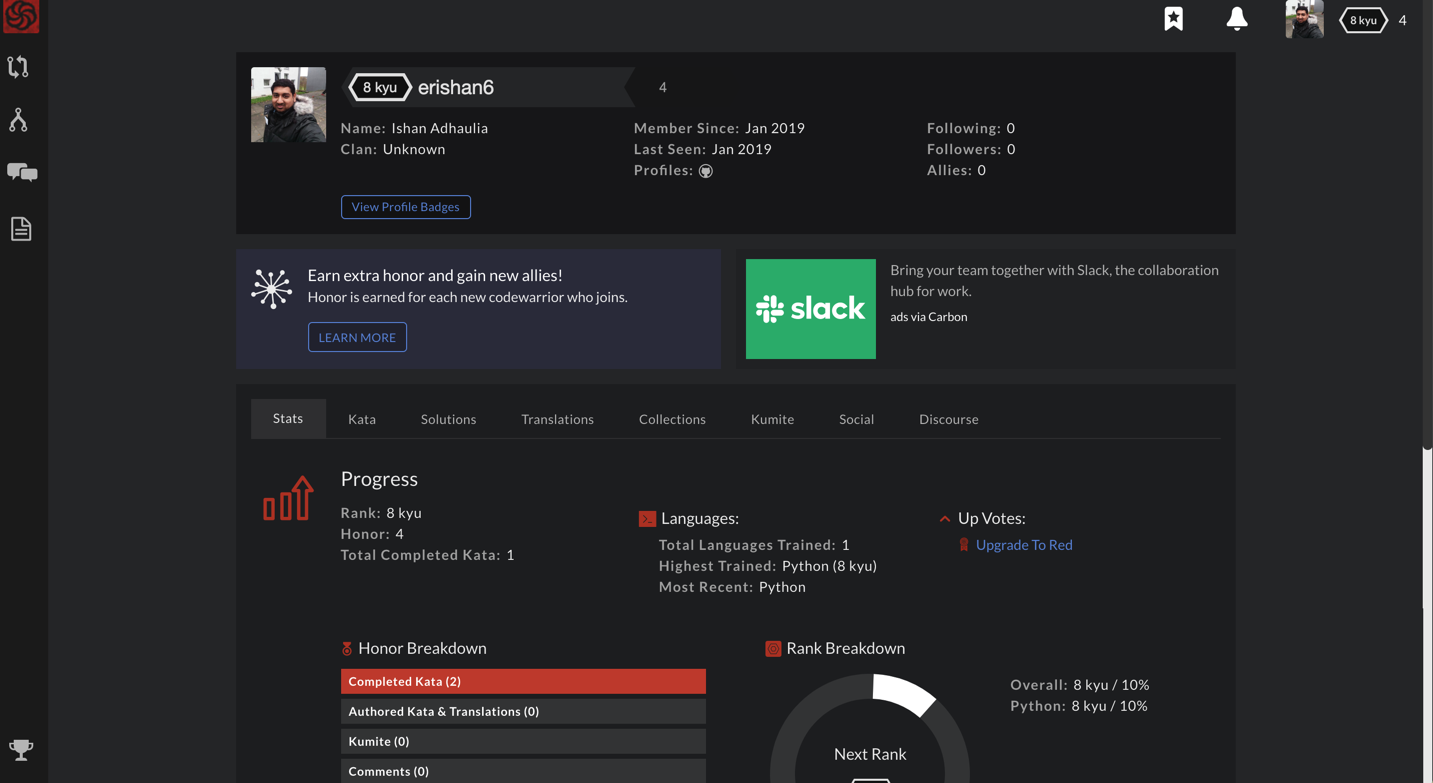 8 kyu 4
8 kyu erishan6 4
Name: Ishan Adhaulia
Clan: Unknown
Member Since: Jan 2019
Last Seen: Jan 2019
Profiles:
Following: 0
Followers: 0
Allies: 0
View Profile Badges
Earn extra honor and gain new allies!
Honor is earned for each new codewarrior who joins.
LEARN MORE
slack
Bring your team together with Slack, the collaboration
hub for work.
ads via Carbon
Stats Kata Solutions Translations Collections Kumite Social Discourse
Progress
Rank: 8 kyu
Honor: 4
Total Completed Kata: 1
Languages:
Total Languages Trained: 1
Highest Trained: Python (8 kyu)
Most Recent: Python
Up Votes:
Upgrade To Red
Honor Breakdown
Completed Kata (2)
Authored Kata & Translations (0)
Kumite (0)
Comments (0)
Rank Breakdown
Next Rank
Overall: 8 kyu / 10%
Python: 8 kyu / 10%